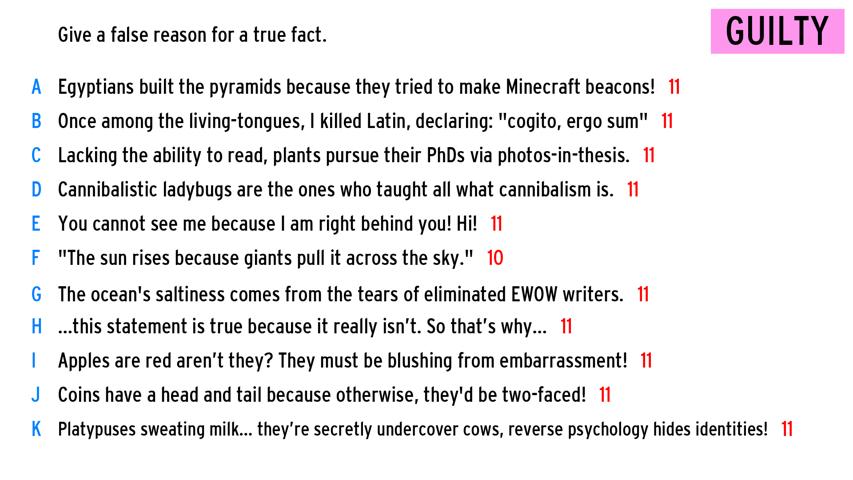 Give a false reason for a true fact.
GUILTY
A Egyptians built the pyramids because they tried to make Minecraft beacons! 11
B Once among the living-tongues, I killed Latin, declaring: "cogito, ergo sum" 11
C Lacking the ability to read, plants pursue their PhDs via photos-in-thesis. 11
D Cannibalistic ladybugs are the ones who taught all what cannibalism is. 11
E You cannot see me because I am right behind you! Hi! 11
F "The sun rises because giants pull it across the sky." 10
G The ocean's saltiness comes from the tears of eliminated EWOW writers. 11
H ...this statement is true because it really isn’t. So that’s why... 11
I Apples are red aren’t they? They must be blushing from embarrassment! 11
J Coins have a head and tail because otherwise, they'd be two-faced! 11
K Platypuses sweating milk... they’re secretly undercover cows, reverse psychology hides identities! 11